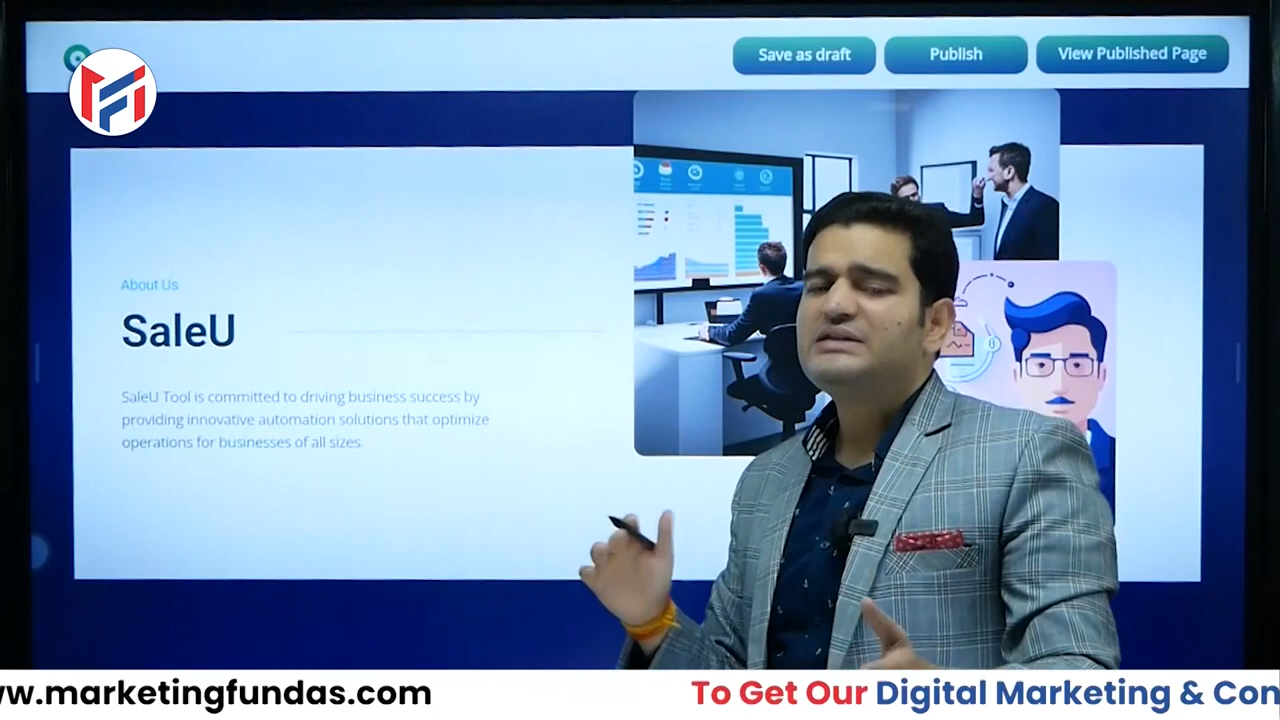 Save as draft
Publish
View Published Page
About Us
SaleU
SaleU Tool is committed to driving business success by
providing innovative automation solutions that optimize
operations for businesses of all sizes.
www.marketingfundas.com
To Get Our Digital Marketing & Con